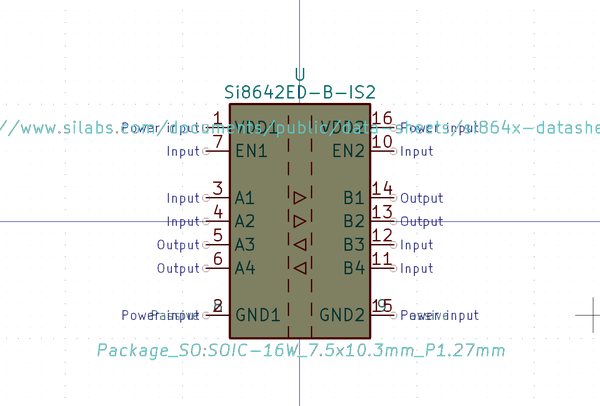 U
Si8642ED-B-IS2
//www.silabs.com/documents/public/data-sheets/si864x-datashe
Power input 1 VDD1 VDD2 16 Power input
Input 7 EN1 EN2 10 Input
Input 3 A1 B1 14 Output
Input 4 A2 B2 13 Output
Output 5 A3 B3 12 Input
Output 6 A4 B4 11 Input
Power input 2 GND1 GND2 15 Power input
Package_SO:SOIC-16W_7.5x10.3mm_P1.27mm